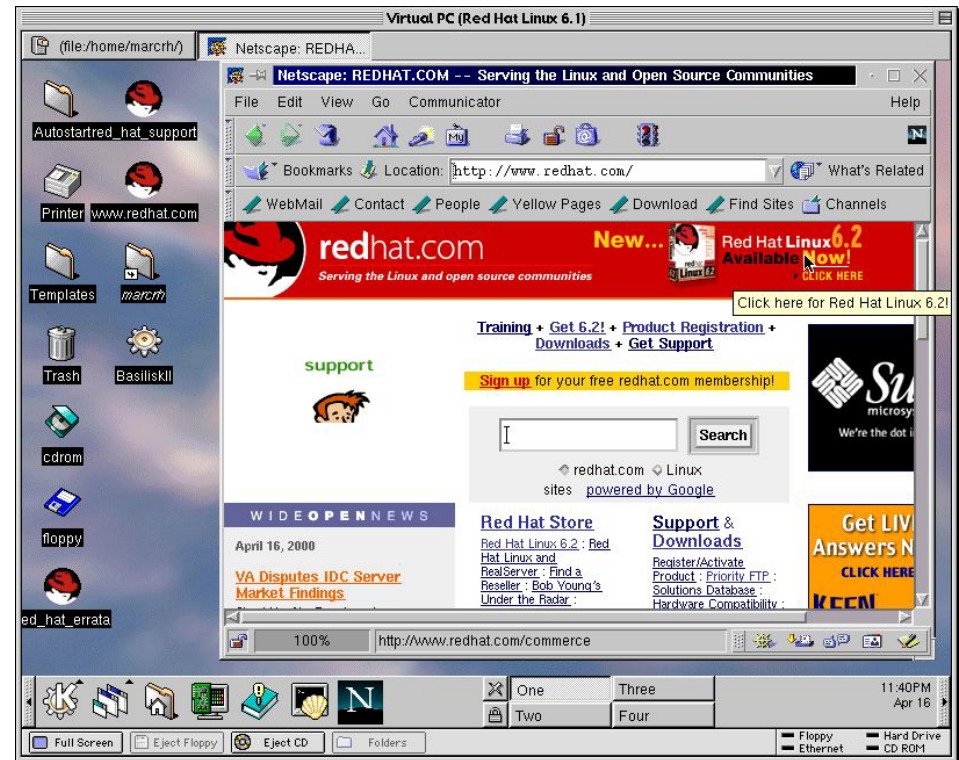 Virtual PC (Red Hat Linux 6.1)
(file:/home/marcrh/)
Netscape: REDHA...
Netscape: REDHAT.COM -- Serving the Linux and Open Source Communities
File Edit View Go Communicator Help
My
N
Bookmarks Location: http://www.redhat.com/ What's Related
WebMail Contact People Yellow Pages Download Find Sites Channels
Autostart
red_hat_support
Printer
www.redhat.com
Templates
marcrh
Trash
BasiliskII
cdrom
floppy
ed_hat_errata
redhat.com
Serving the Linux and open source communities
New...
Linux 6.2
Red Hat Linux 6.2
Available Now!
CLICK HERE
Click here for Red Hat Linux 6.2!
Training + Get 6.2! + Product Registration +
Downloads + Get Support
support
Sign up for your free redhat.com membership!
Search
redhat.com Linux
sites powered by Google
Su
microsy
We're the dot i
WIDEOPENNEWS
April 16, 2000
VA Disputes IDC Server
Market Findings
Red Hat Store
Red Hat Linux 6.2 : Red
Hat Linux and
RealServer : Find a
Reseller : Bob Young's
Under the Radar :
Support &
Downloads
Register/Activate
Product : Priority FTP :
Solutions Database :
Hardware Compatibility :
Get LIV
Answers N
CLICK HERE
KEEN
100%
http://www.redhat.com/commerce
K
N
One Three
Two Four
11:40PM
Apr 16
Full Screen
Eject Floppy
Eject CD
Folders
Floppy
Ethernet
Hard Drive
CD ROM